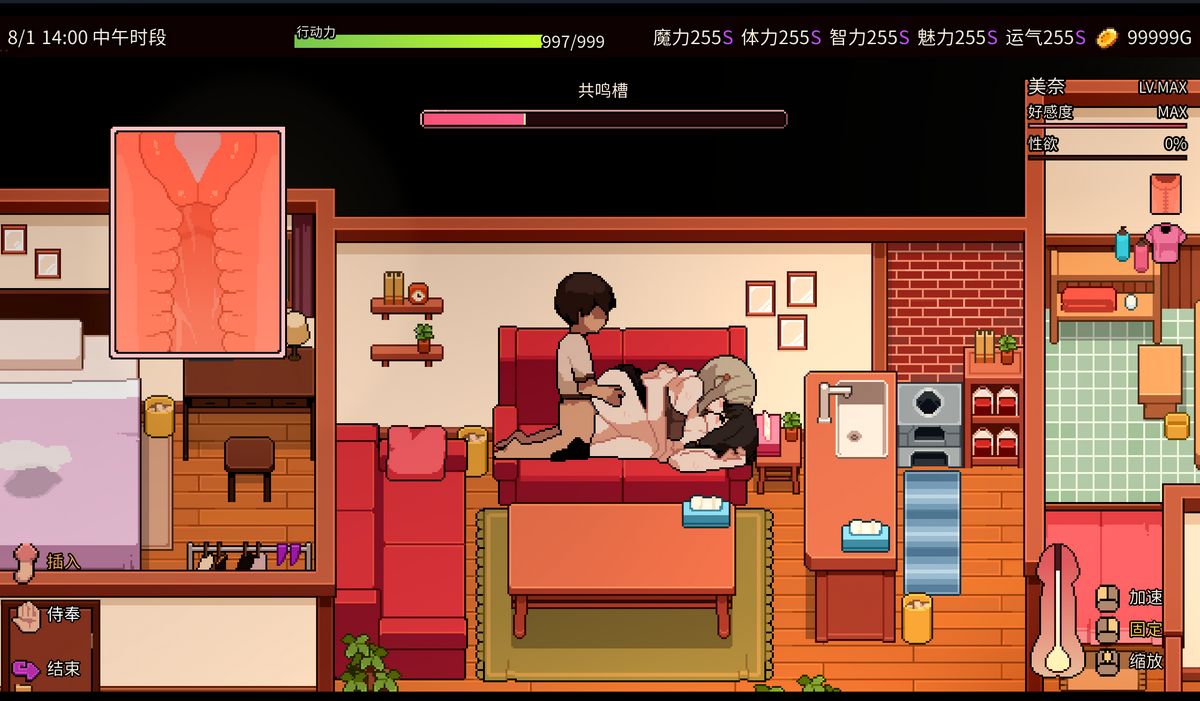 8/1 14:00 中午时段
行动力
997/999
魔力255S 体力255S 智力255S 魅力255S 运气255S 99999G
共鸣槽
美奈 LV.MAX
好感度 MAX
性欲 0%
插入
侍奉
结束
加速
固定
缩放